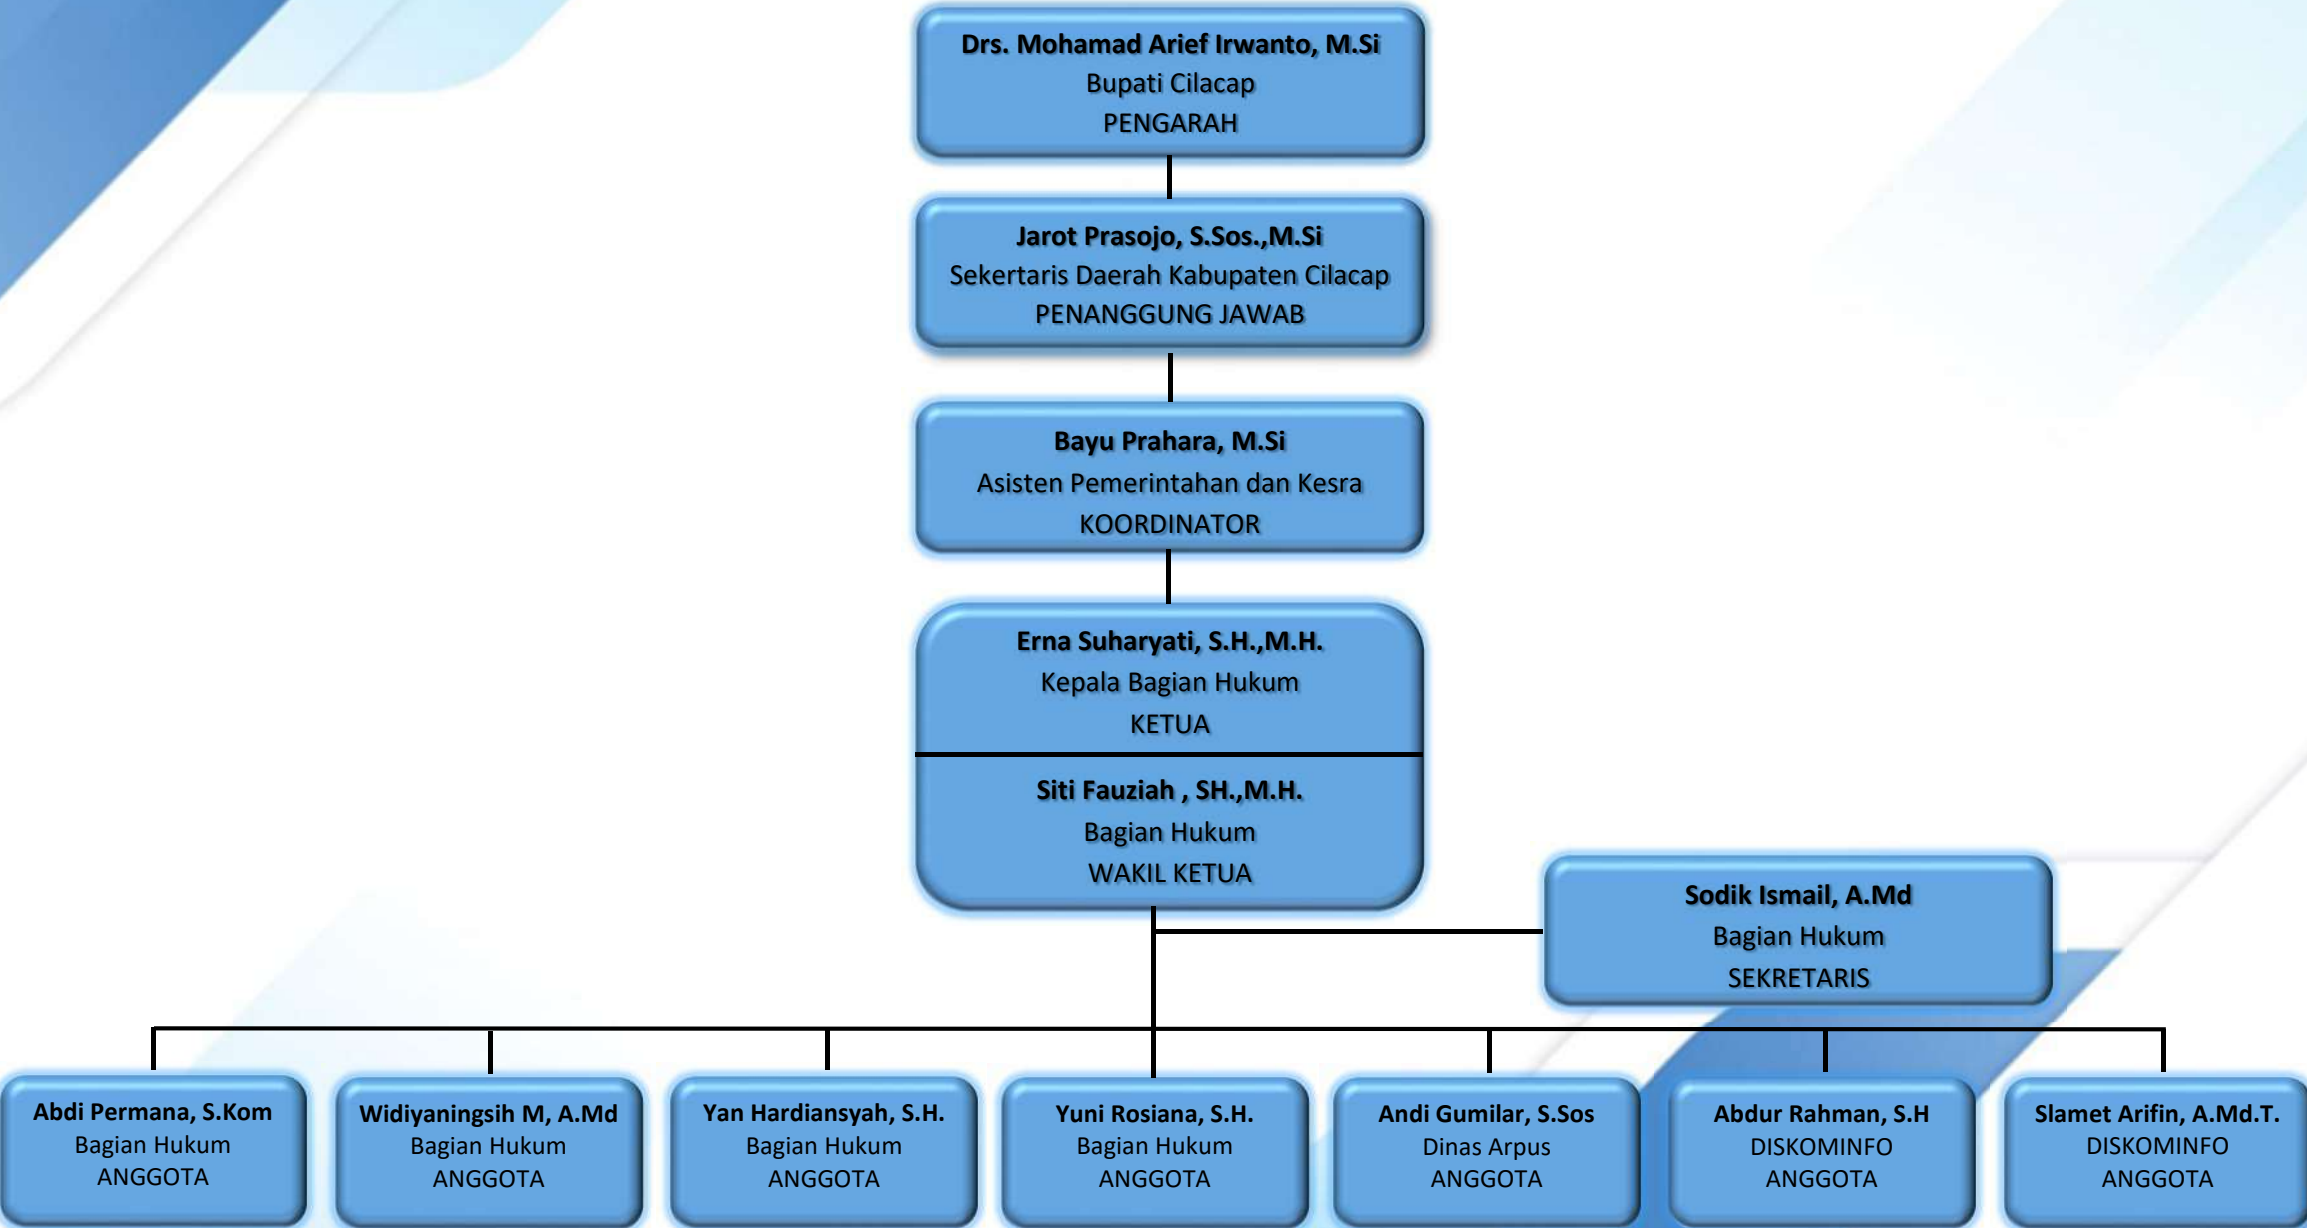 Drs. Mohamad Arief Irwanto, M.Si
Bupati Cilacap
PENGARAH
Jarot Prasojo, S.Sos.,M.Si
Sekertaris Daerah Kabupaten Cilacap
PENANGGUNG JAWAB
Bayu Prahara, M.Si
Asisten Pemerintahan dan Kesra
KOORDINATOR
Erna Suharyati, S.H.,M.H.
Kepala Bagian Hukum
KETUA
Siti Fauziah , SH.,M.H.
Bagian Hukum
WAKIL KETUA
Sodik Ismail, A.Md
Bagian Hukum
SEKRETARIS
Abdi Permana, S.Kom
Bagian Hukum
ANGGOTA
Widiyaningsih M, A.Md
Bagian Hukum
ANGGOTA
Yan Hardiansyah, S.H.
Bagian Hukum
ANGGOTA
Yuni Rosiana, S.H.
Bagian Hukum
ANGGOTA
Andi Gumilar, S.Sos
Dinas Arpus
ANGGOTA
Abdur Rahman, S.H
DISKOMINFO
ANGGOTA
Slamet Arifin, A.Md.T.
DISKOMINFO
ANGGOTA